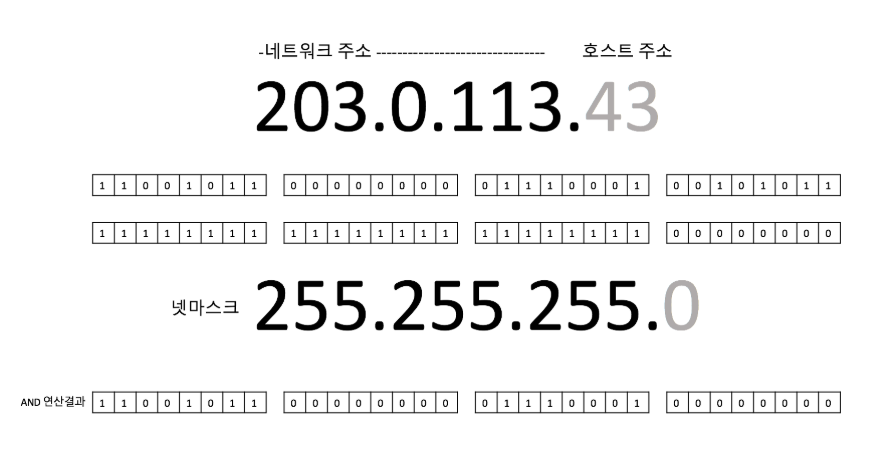 -네트워크 주소 -------------------------------- 호스트 주소
203.0.113.43
1 1 0 0 1 0 1 1 0 0 0 0 0 0 0 0 0 1 1 1 0 0 0 1 0 0 1 0 1 0 1 1
1 1 1 1 1 1 1 1 1 1 1 1 1 1 1 1 1 1 1 1 1 1 1 1 0 0 0 0 0 0 0 0
넷마스크 255.255.255.0
AND 연산결과 1 1 0 0 1 0 1 1 0 0 0 0 0 0 0 0 0 1 1 1 0 0 0 1 0 0 0 0 0 0 0 0